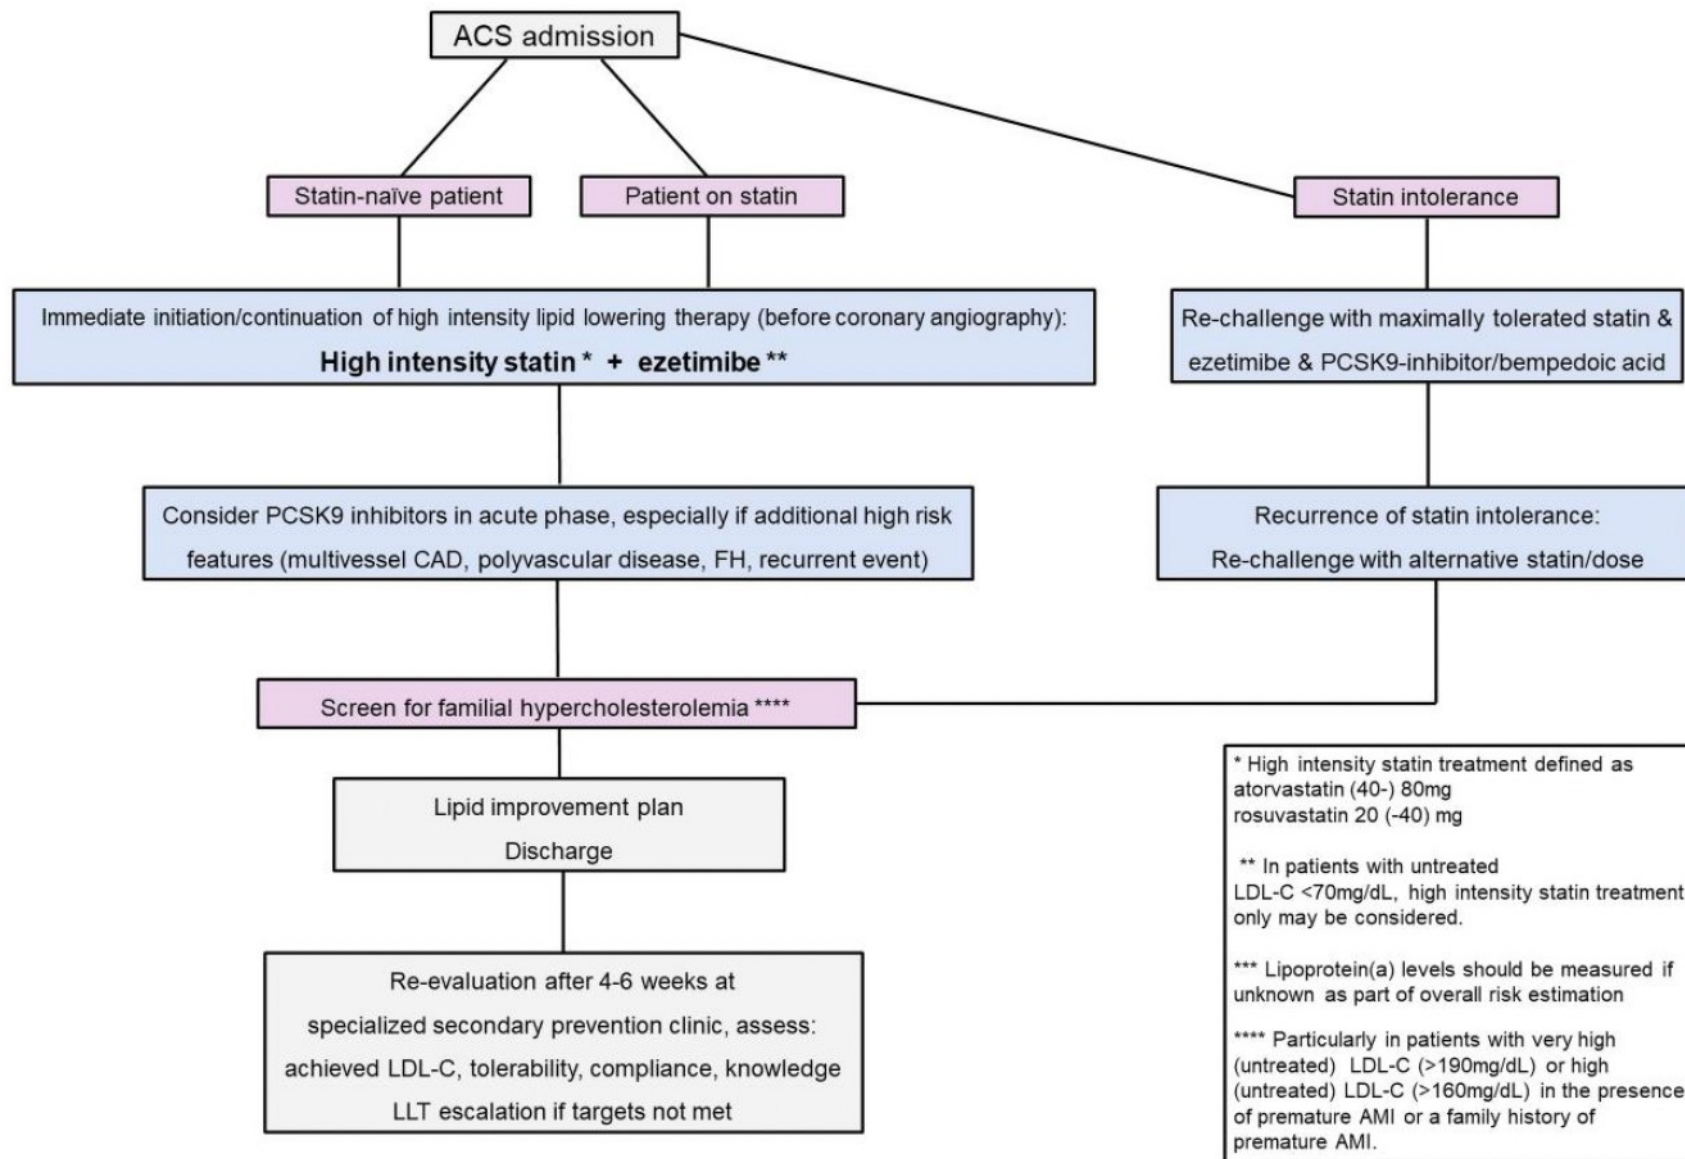 ACS admission
Statin-naïve patient
Patient on statin
Statin intolerance
Immediate initiation/continuation of high intensity lipid lowering therapy (before coronary angiography):
High intensity statin * + ezetimibe **
Re-challenge with maximally tolerated statin &
ezetimibe & PCSK9-inhibitor/bempedoic acid
Consider PCSK9 inhibitors in acute phase, especially if additional high risk
features (multivessel CAD, polyvascular disease, FH, recurrent event)
Recurrence of statin intolerance:
Re-challenge with alternative statin/dose
Screen for familial hypercholesterolemia ****
Lipid improvement plan
Discharge
Re-evaluation after 4-6 weeks at
specialized secondary prevention clinic, assess:
achieved LDL-C, tolerability, compliance, knowledge
LLT escalation if targets not met
* High intensity statin treatment defined as
atorvastatin (40-) 80mg
rosuvastatin 20 (-40) mg
** In patients with untreated
LDL-C <70mg/dL, high intensity statin treatment
only may be considered.
*** Lipoprotein(a) levels should be measured if
unknown as part of overall risk estimation
**** Particularly in patients with very high
(untreated) LDL-C (>190mg/dL) or high
(untreated) LDL-C (>160mg/dL) in the presence
of premature AMI or a family history of
premature AMI.